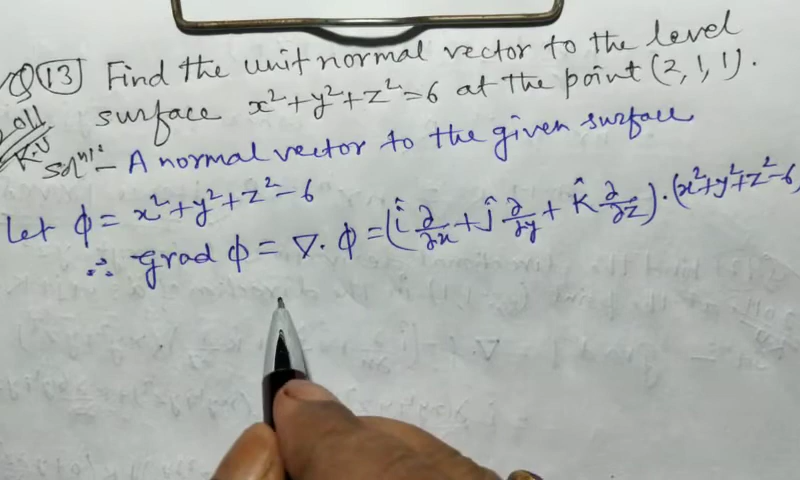 Q 13 Find the unit normal vector to the level
surface x²+y²+z²=6 at the point (2,1,1).
2011
K.U
Solⁿ:- A normal vector to the given surface
Let ϕ = x²+y²+z²-6
∴ grad ϕ = ∇. ϕ = (î ∂/∂x + ĵ ∂/∂y + k̂ ∂/∂z).(x²+y²+z²-6)